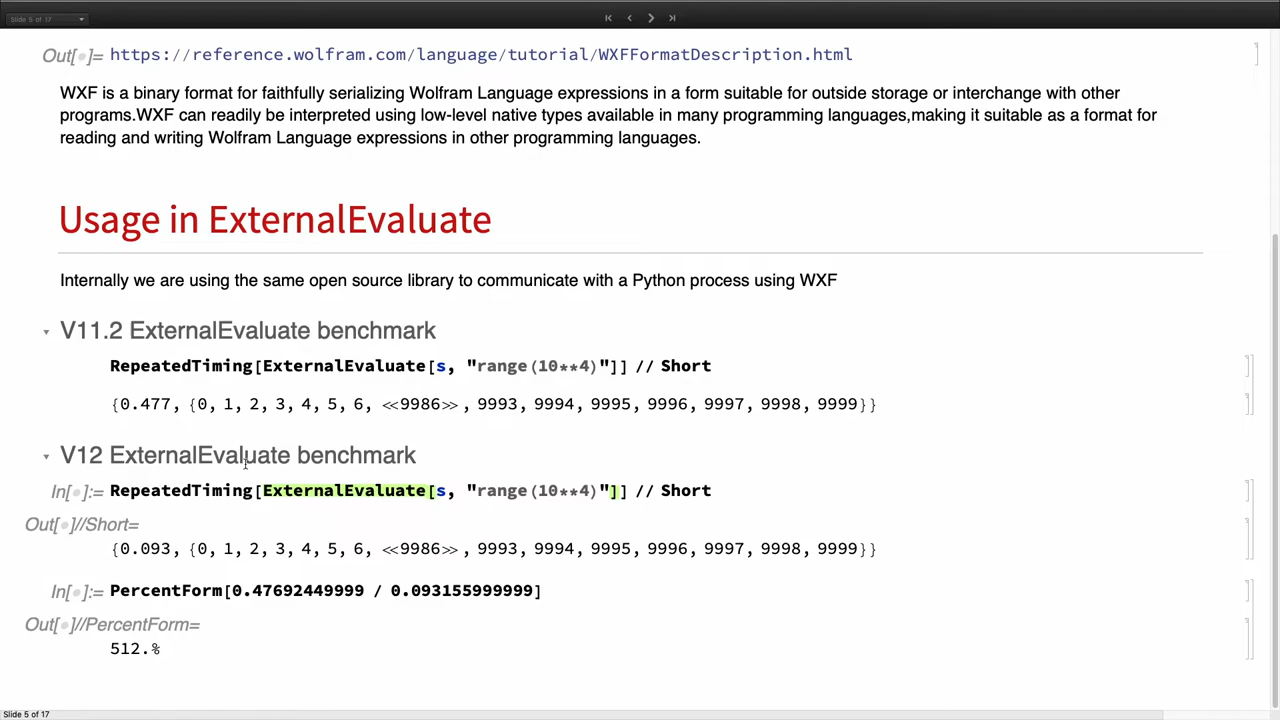 Slide 5 of 17
Out[●]= https://reference.wolfram.com/language/tutorial/WXFFormatDescription.html
WXF is a binary format for faithfully serializing Wolfram Language expressions in a form suitable for outside storage or interchange with other
programs.WXF can readily be interpreted using low-level native types available in many programming languages,making it suitable as a format for
reading and writing Wolfram Language expressions in other programming languages.
Usage in ExternalEvaluate
Internally we are using the same open source library to communicate with a Python process using WXF
V11.2 ExternalEvaluate benchmark
RepeatedTiming[ExternalEvaluate[s, "range(10**4)"]] // Short
{0.477, {0, 1, 2, 3, 4, 5, 6, <<9986>>, 9993, 9994, 9995, 9996, 9997, 9998, 9999}}
V12 ExternalEvaluate benchmark
In[●]:= RepeatedTiming[ExternalEvaluate[s, "range(10**4)"]] // Short
Out[●]//Short=
{0.093, {0, 1, 2, 3, 4, 5, 6, <<9986>>, 9993, 9994, 9995, 9996, 9997, 9998, 9999}}
In[●]:= PercentForm[0.47692449999 / 0.093155999999]
Out[●]//PercentForm=
512.%
Slide 5 of 17